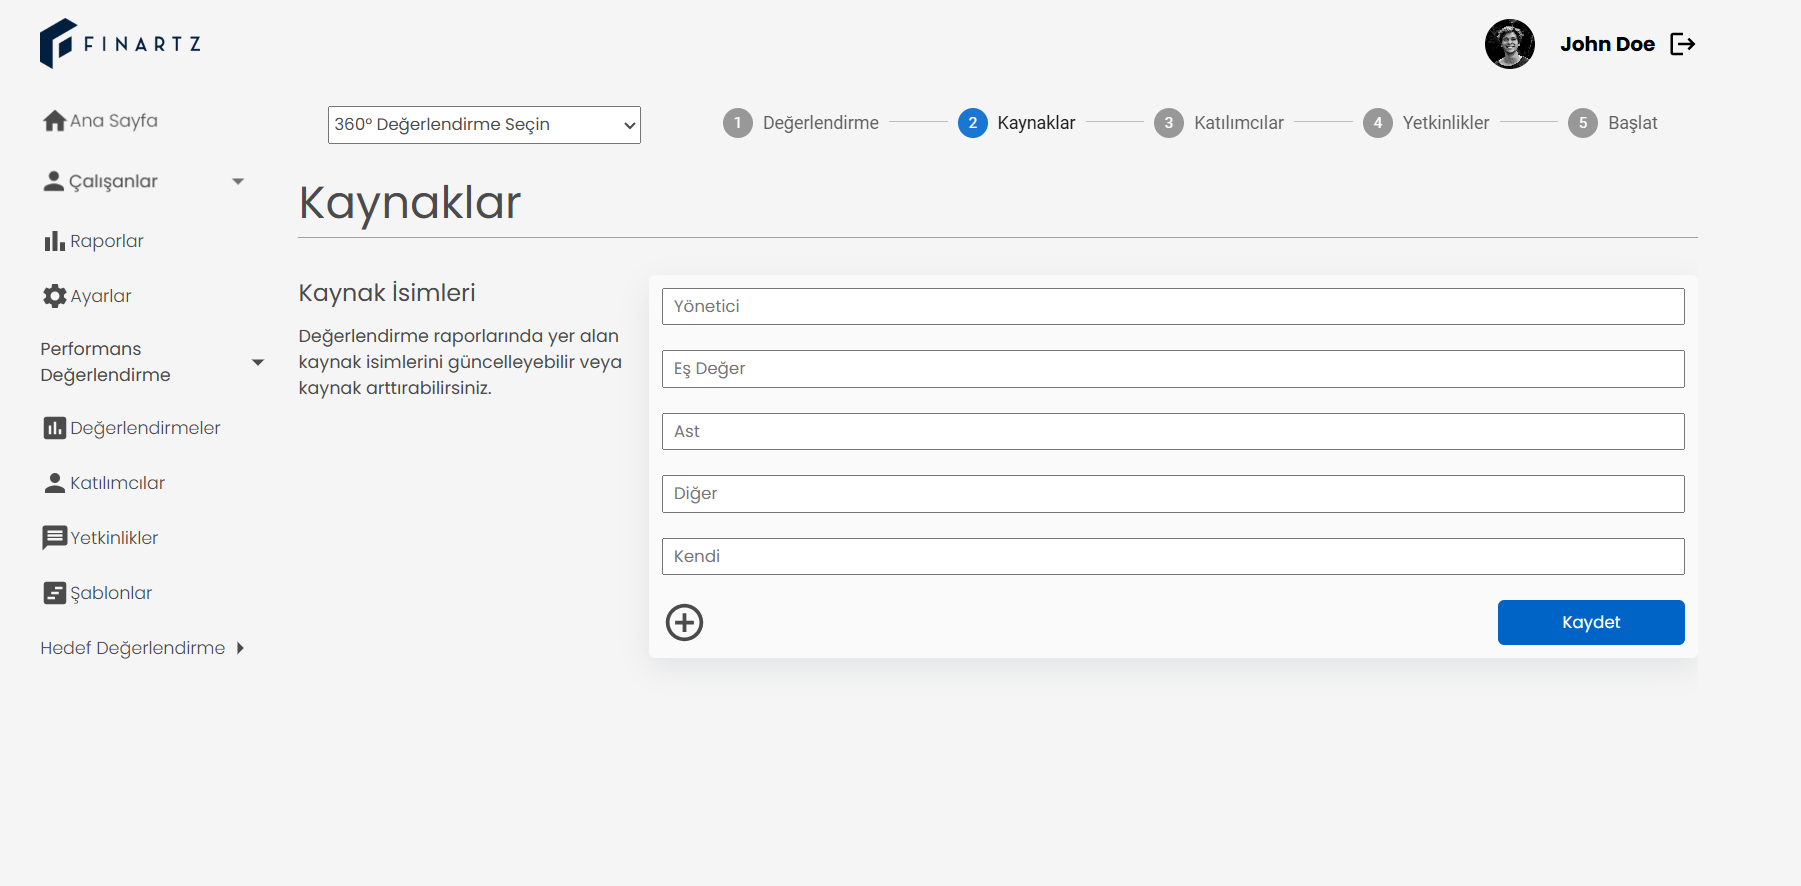 FINARTZ
John Doe
Ana Sayfa
Çalışanlar
Raporlar
Ayarlar
Performans
Değerlendirme
Değerlendirmeler
Katılımcılar
Yetkinlikler
Şablonlar
Hedef Değerlendirme
360° Değerlendirme Seçin
1 Değerlendirme
2 Kaynaklar
3 Katılımcılar
4 Yetkinlikler
5 Başlat
Kaynaklar
Kaynak İsimleri
Değerlendirme raporlarında yer alan
kaynak isimlerini güncelleyebilir veya
kaynak arttırabilirsiniz.
Yönetici
Eş Değer
Ast
Diğer
Kendi
Kaydet